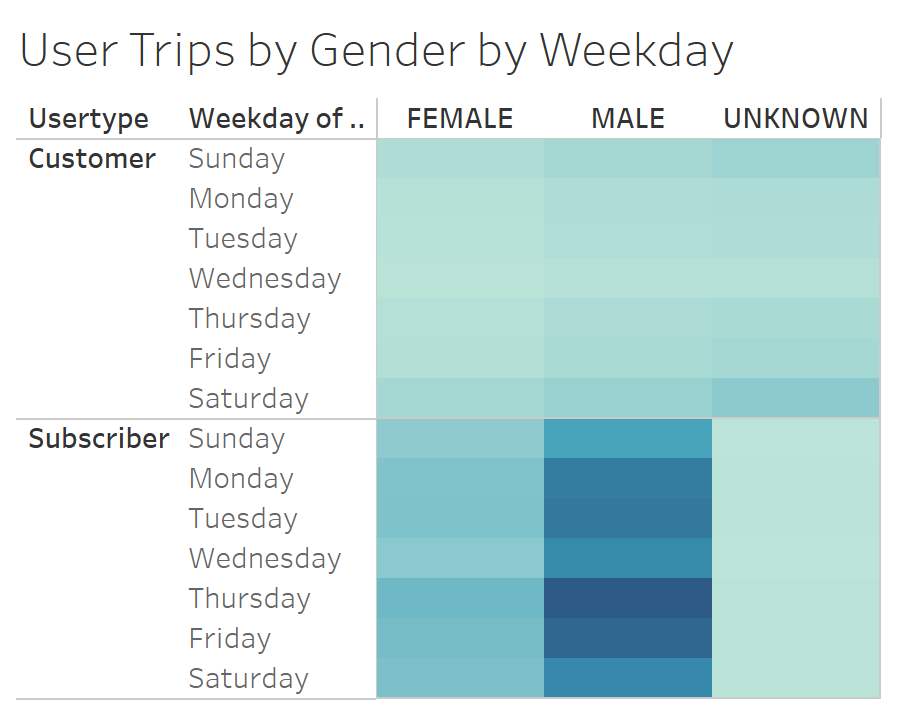 User Trips by Gender by Weekday
Usertype Weekday of .. FEMALE MALE UNKNOWN
Customer Sunday
Monday
Tuesday
Wednesday
Thursday
Friday
Saturday
Subscriber Sunday
Monday
Tuesday
Wednesday
Thursday
Friday
Saturday